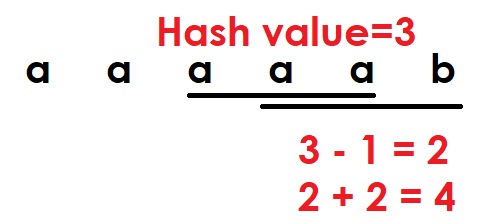 Hash value=3
a a a a a b
3 - 1 = 2
2 + 2 = 4